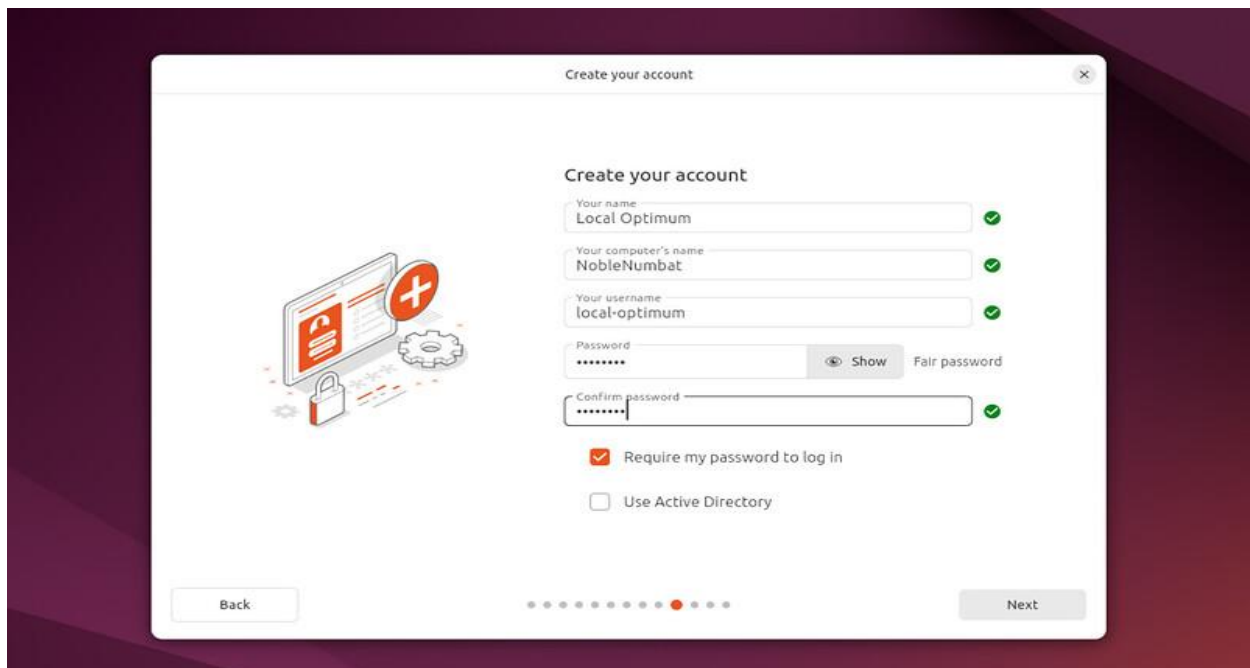 Create your account
Create your account
Your name
Local Optimum
Your computer's name
NobleNumbat
Your username
local-optimum
Password
•••••••• Show Fair password
Confirm password
••••••••
Require my password to log in
Use Active Directory
Back Next